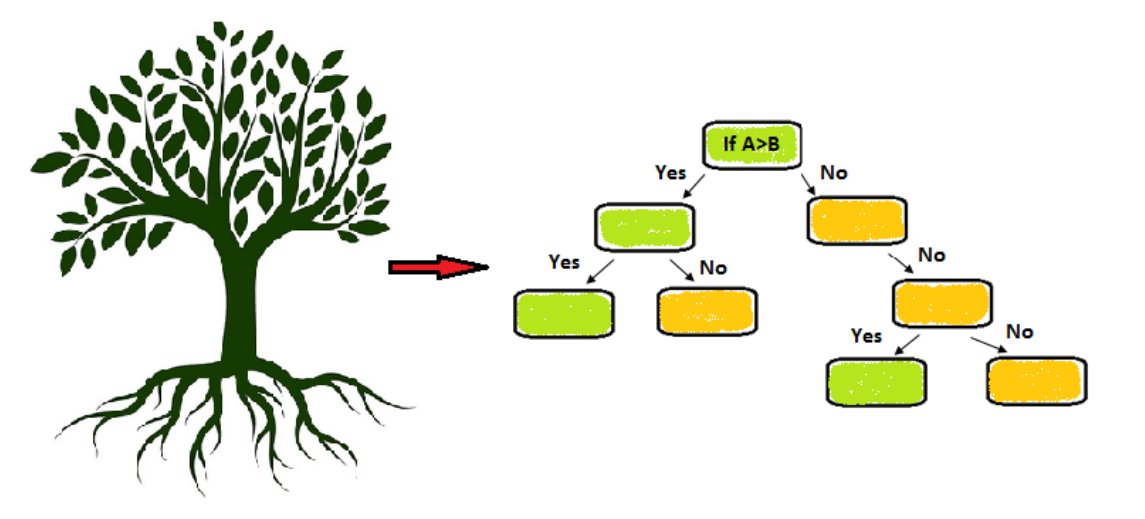 If A>B
Yes
No
Yes
No
No
Yes
No